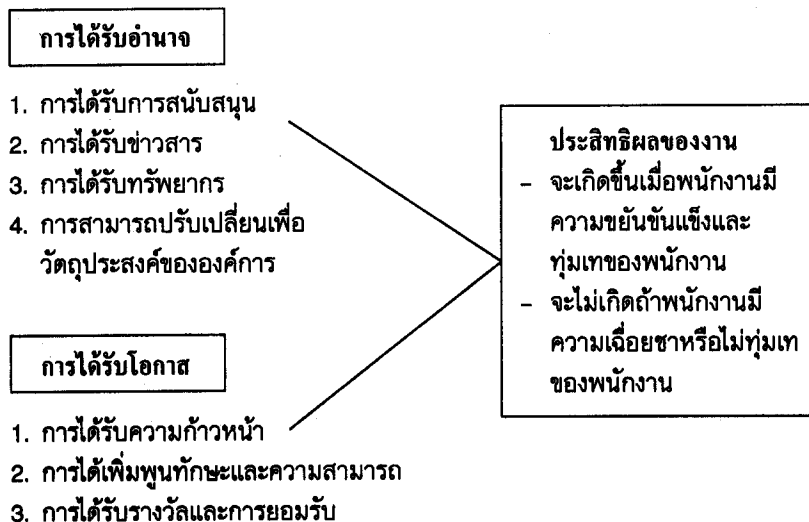 การได้รับอำนาจ
1. การได้รับการสนับสนุน
2. การได้รับข่าวสาร
3. การได้รับทรัพยากร
4. การสามารถปรับเปลี่ยนเพื่อ
วัตถุประสงค์ขององค์การ
การได้รับโอกาส
1. การได้รับความก้าวหน้า
2. การได้เพิ่มพูนทักษะและความสามารถ
3. การได้รับรางวัลและการยอมรับ
ประสิทธิผลของงาน
– จะเกิดขึ้นเมื่อพนักงานมี
ความขยันขันแข็งและ
ทุ่มเทของพนักงาน
– จะไม่เกิดถ้าพนักงานมี
ความเฉื่อยชาหรือไม่ทุ่มเท
ของพนักงาน